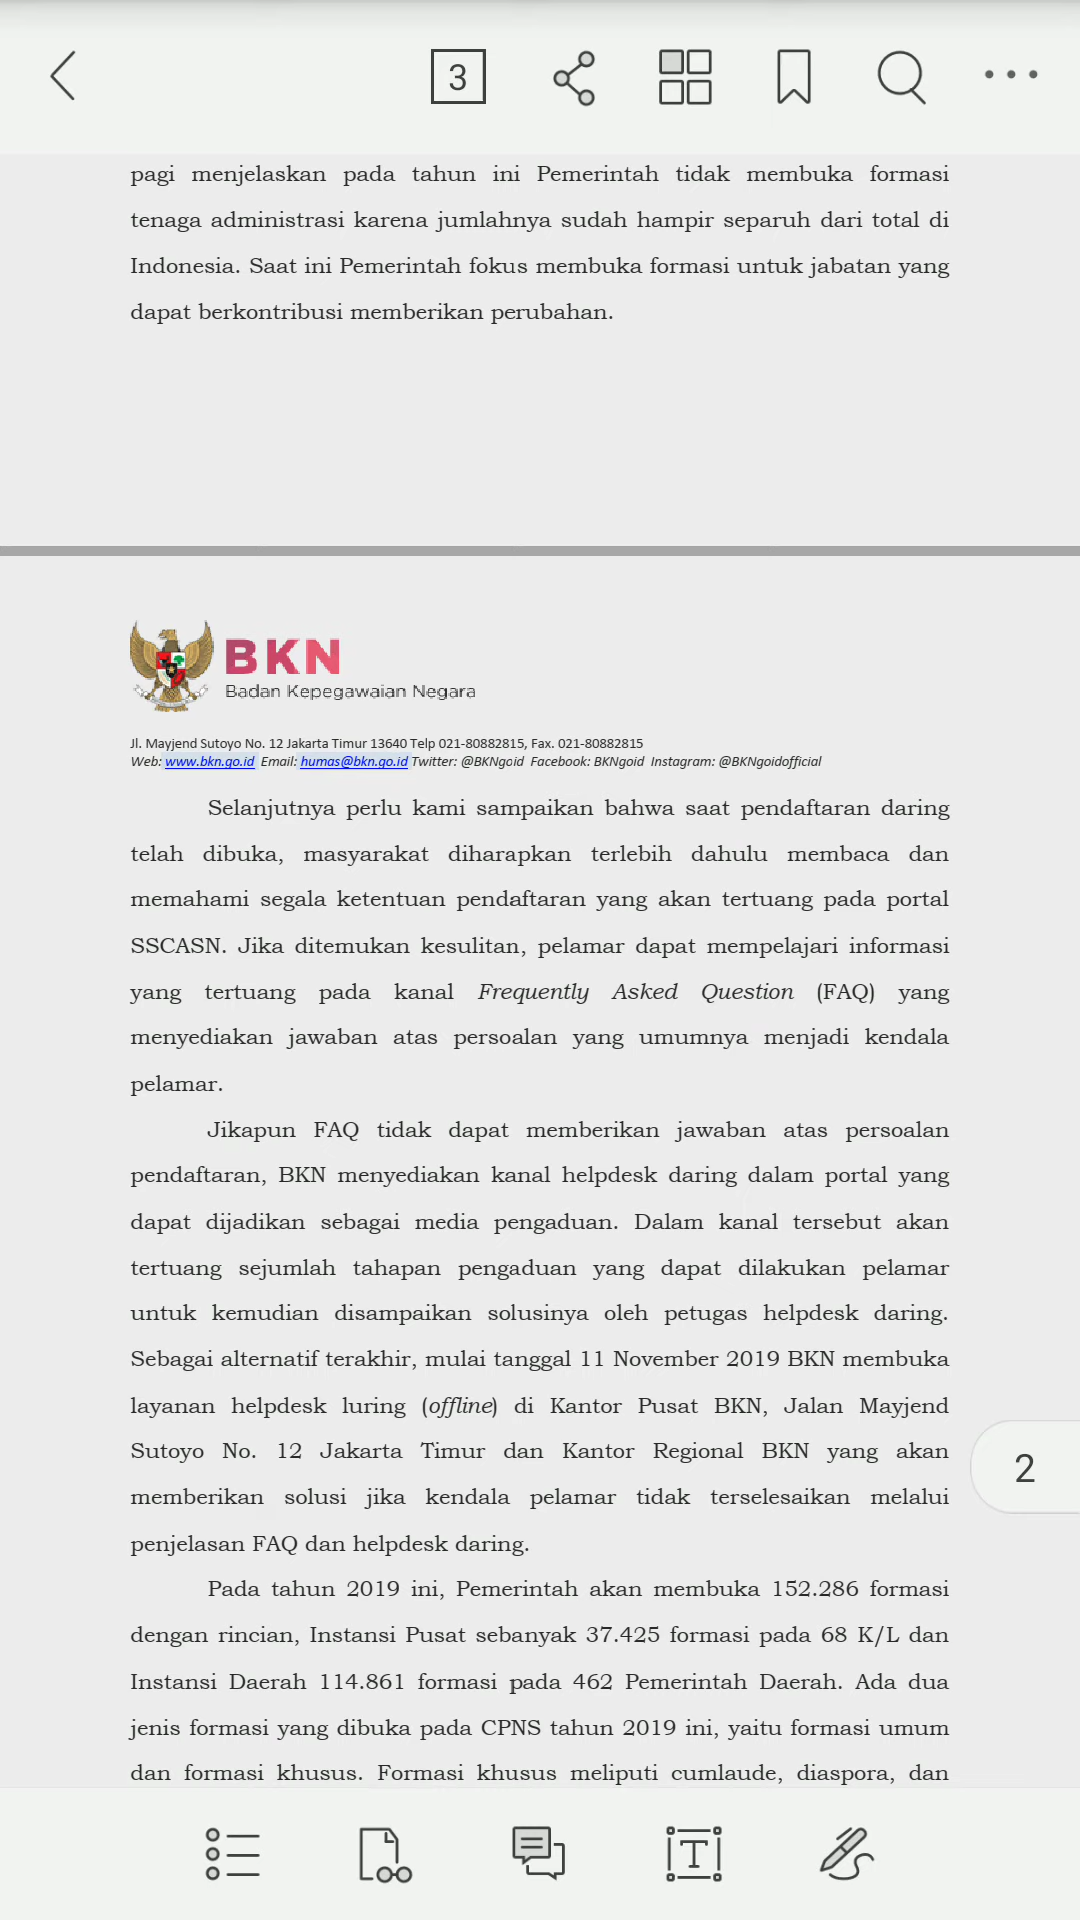 3
pagi menjelaskan pada tahun ini Pemerintah tidak membuka formasi
tenaga administrasi karena jumlahnya sudah hampir separuh dari total di
Indonesia. Saat ini Pemerintah fokus membuka formasi untuk jabatan yang
dapat berkontribusi memberikan perubahan.
BKN
Badan Kepegawaian Negara
Jl. Mayjend Sutoyo No. 12 Jakarta Timur 13640 Telp 021-80882815, Fax. 021-80882815
Web: www.bkn.go.id Email: humas@bkn.go.id Twitter: @BKNgoid Facebook: BKNgoid Instagram: @BKNgoidofficial
Selanjutnya perlu kami sampaikan bahwa saat pendaftaran daring
telah dibuka, masyarakat diharapkan terlebih dahulu membaca dan
memahami segala ketentuan pendaftaran yang akan tertuang pada portal
SSCASN. Jika ditemukan kesulitan, pelamar dapat mempelajari informasi
yang tertuang pada kanal Frequently Asked Question (FAQ) yang
menyediakan jawaban atas persoalan yang umumnya menjadi kendala
pelamar.
Jikapun FAQ tidak dapat memberikan jawaban atas persoalan
pendaftaran, BKN menyediakan kanal helpdesk daring dalam portal yang
dapat dijadikan sebagai media pengaduan. Dalam kanal tersebut akan
tertuang sejumlah tahapan pengaduan yang dapat dilakukan pelamar
untuk kemudian disampaikan solusinya oleh petugas helpdesk daring.
Sebagai alternatif terakhir, mulai tanggal 11 November 2019 BKN membuka
layanan helpdesk luring (offline) di Kantor Pusat BKN, Jalan Mayjend
Sutoyo No. 12 Jakarta Timur dan Kantor Regional BKN yang akan
memberikan solusi jika kendala pelamar tidak terselesaikan melalui
penjelasan FAQ dan helpdesk daring.
2
Pada tahun 2019 ini, Pemerintah akan membuka 152.286 formasi
dengan rincian, Instansi Pusat sebanyak 37.425 formasi pada 68 K/L dan
Instansi Daerah 114.861 formasi pada 462 Pemerintah Daerah. Ada dua
jenis formasi yang dibuka pada CPNS tahun 2019 ini, yaitu formasi umum
dan formasi khusus. Formasi khusus meliputi cumlaude, diaspora, dan
T